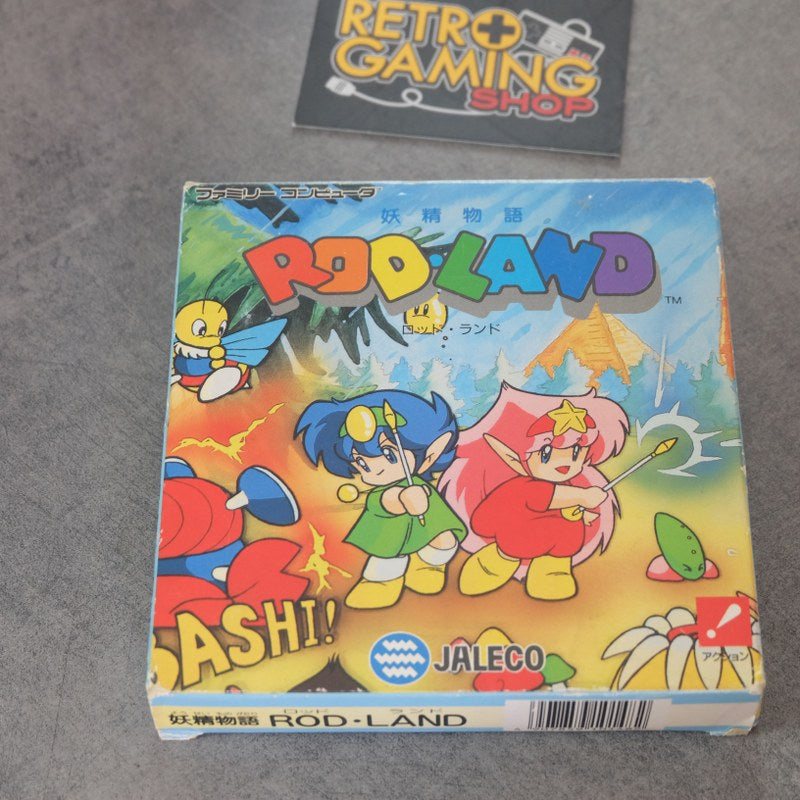 RETRO
GAMING
SHOP
ファミリー コンピュータ
妖精物語
ROD・LAND
TM
ロッド・ランド
BASHI!
JALECO
アクション
ロッド ランド
妖精物語 ROD・LAND